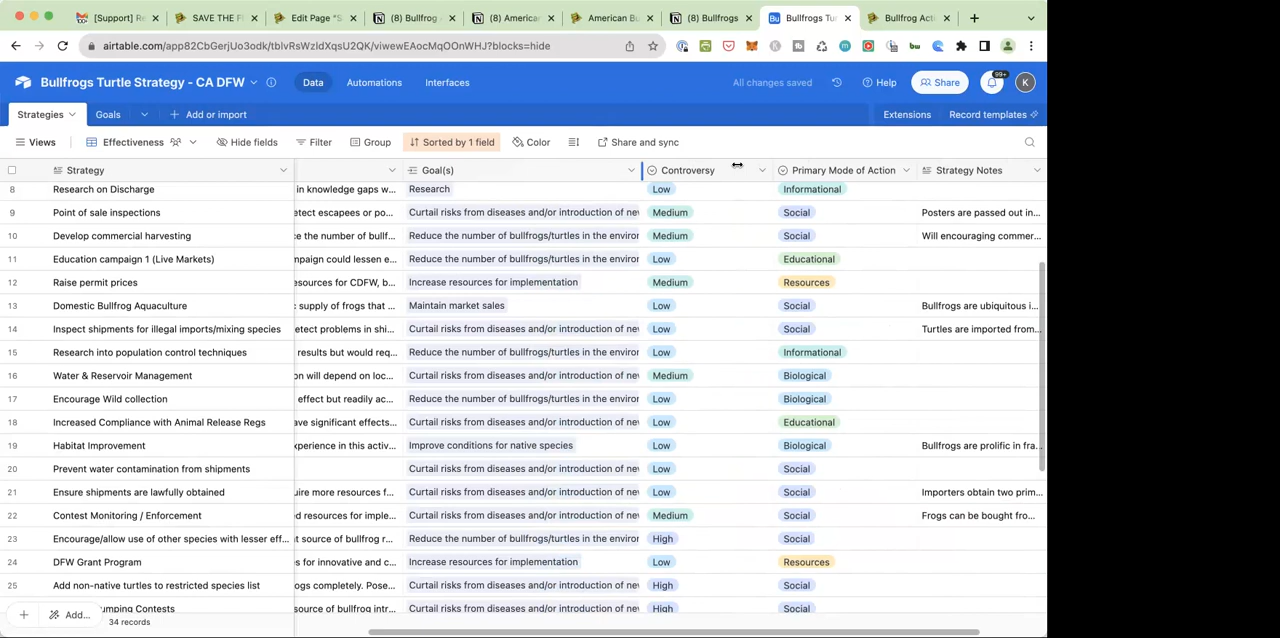 [Support] R
SAVE THE F
Edit Page "S
(8) Bullfrog
(8) American
American Bu
(8) Bullfrogs
Bullfrogs Tu
Bullfrog Act
airtable.com/app82CbGerjUo3odk/tblvRsWzIdXqsU2QK/viwewEAocMqOOnWHJ?blocks=hide
Bullfrogs Turtle Strategy - CA DFW
Data
Automations
Interfaces
All changes saved
Help
Share
99+
K
Strategies
Goals
Add or import
Extensions
Record templates
Views
Effectiveness
Hide fields
Filter
Group
Sorted by 1 field
Color
Share and sync
Strategy Goal(s) Controversy Primary Mode of Action Strategy Notes
8 Research on Discharge in knowledge gaps w... Research Low Informational
9 Point of sale inspections etect escapees or po... Curtail risks from diseases and/or introduction of nev Medium Social Posters are passed out in...
10 Develop commercial harvesting ce the number of bullf... Reduce the number of bullfrogs/turtles in the environ Medium Social Will encouraging commer...
11 Education campaign 1 (Live Markets) mpaign could lessen e... Reduce the number of bullfrogs/turtles in the environ Low Educational
12 Raise permit prices esources for CDFW, b... Increase resources for implementation Medium Resources
13 Domestic Bullfrog Aquaculture : supply of frogs that ... Maintain market sales Low Social Bullfrogs are ubiquitous i...
14 Inspect shipments for illegal imports/mixing species etect problems in shi... Curtail risks from diseases and/or introduction of nev Low Social Turtles are imported from...
15 Research into population control techniques results but would req... Reduce the number of bullfrogs/turtles in the environ Low Informational
16 Water & Reservoir Management on will depend on loc... Curtail risks from diseases and/or introduction of nev Medium Biological
17 Encourage Wild collection effect but readily ac... Reduce the number of bullfrogs/turtles in the environ Low Biological
18 Increased Compliance with Animal Release Regs ave significant effects... Curtail risks from diseases and/or introduction of nev Low Educational
19 Habitat Improvement xperience in this activ... Improve conditions for native species Low Biological Bullfrogs are prolific in fra...
20 Prevent water contamination from shipments Curtail risks from diseases and/or introduction of nev Low Social
21 Ensure shipments are lawfully obtained uire more resources f... Curtail risks from diseases and/or introduction of nev Low Social Importers obtain two prim...
22 Contest Monitoring / Enforcement d resources for imple... Curtail risks from diseases and/or introduction of nev Medium Social Frogs can be bought fro...
23 Encourage/allow use of other species with lesser eff... nt source of bullfrog r... Reduce the number of bullfrogs/turtles in the environ High Social
24 DFW Grant Program es for innovative and c... Increase resources for implementation Low Resources
25 Add non-native turtles to restricted species list ogs completely. Pose... Curtail risks from diseases and/or introduction of nev High Social
umping Contests source of bullfrog intr... Curtail risks from diseases and/or introduction of nev High Social
Add...
34 records